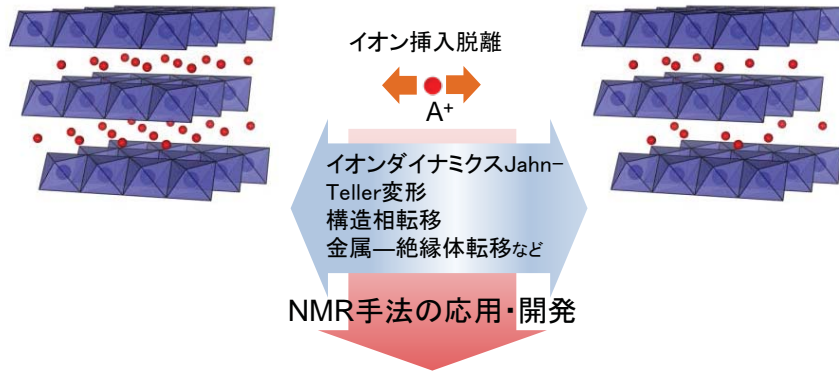 イオン挿入脱離
A⁺
イオンダイナミクスJahn-
Teller変形
構造相転移
金属―絶縁体転移など
NMR手法の応用・開発